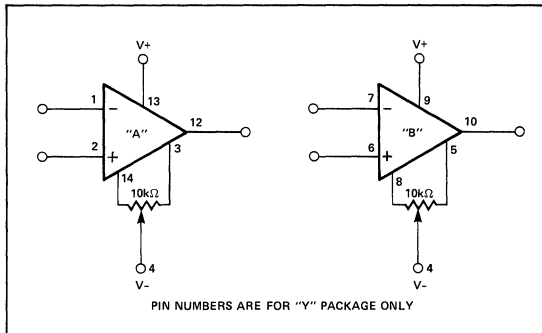 V+
V+
1
−
13
12
7
−
9
10
"A"
"B"
2
+
3
6
+
5
14
8
10kΩ
10kΩ
4
4
V−
V−
PIN NUMBERS ARE FOR "Y" PACKAGE ONLY